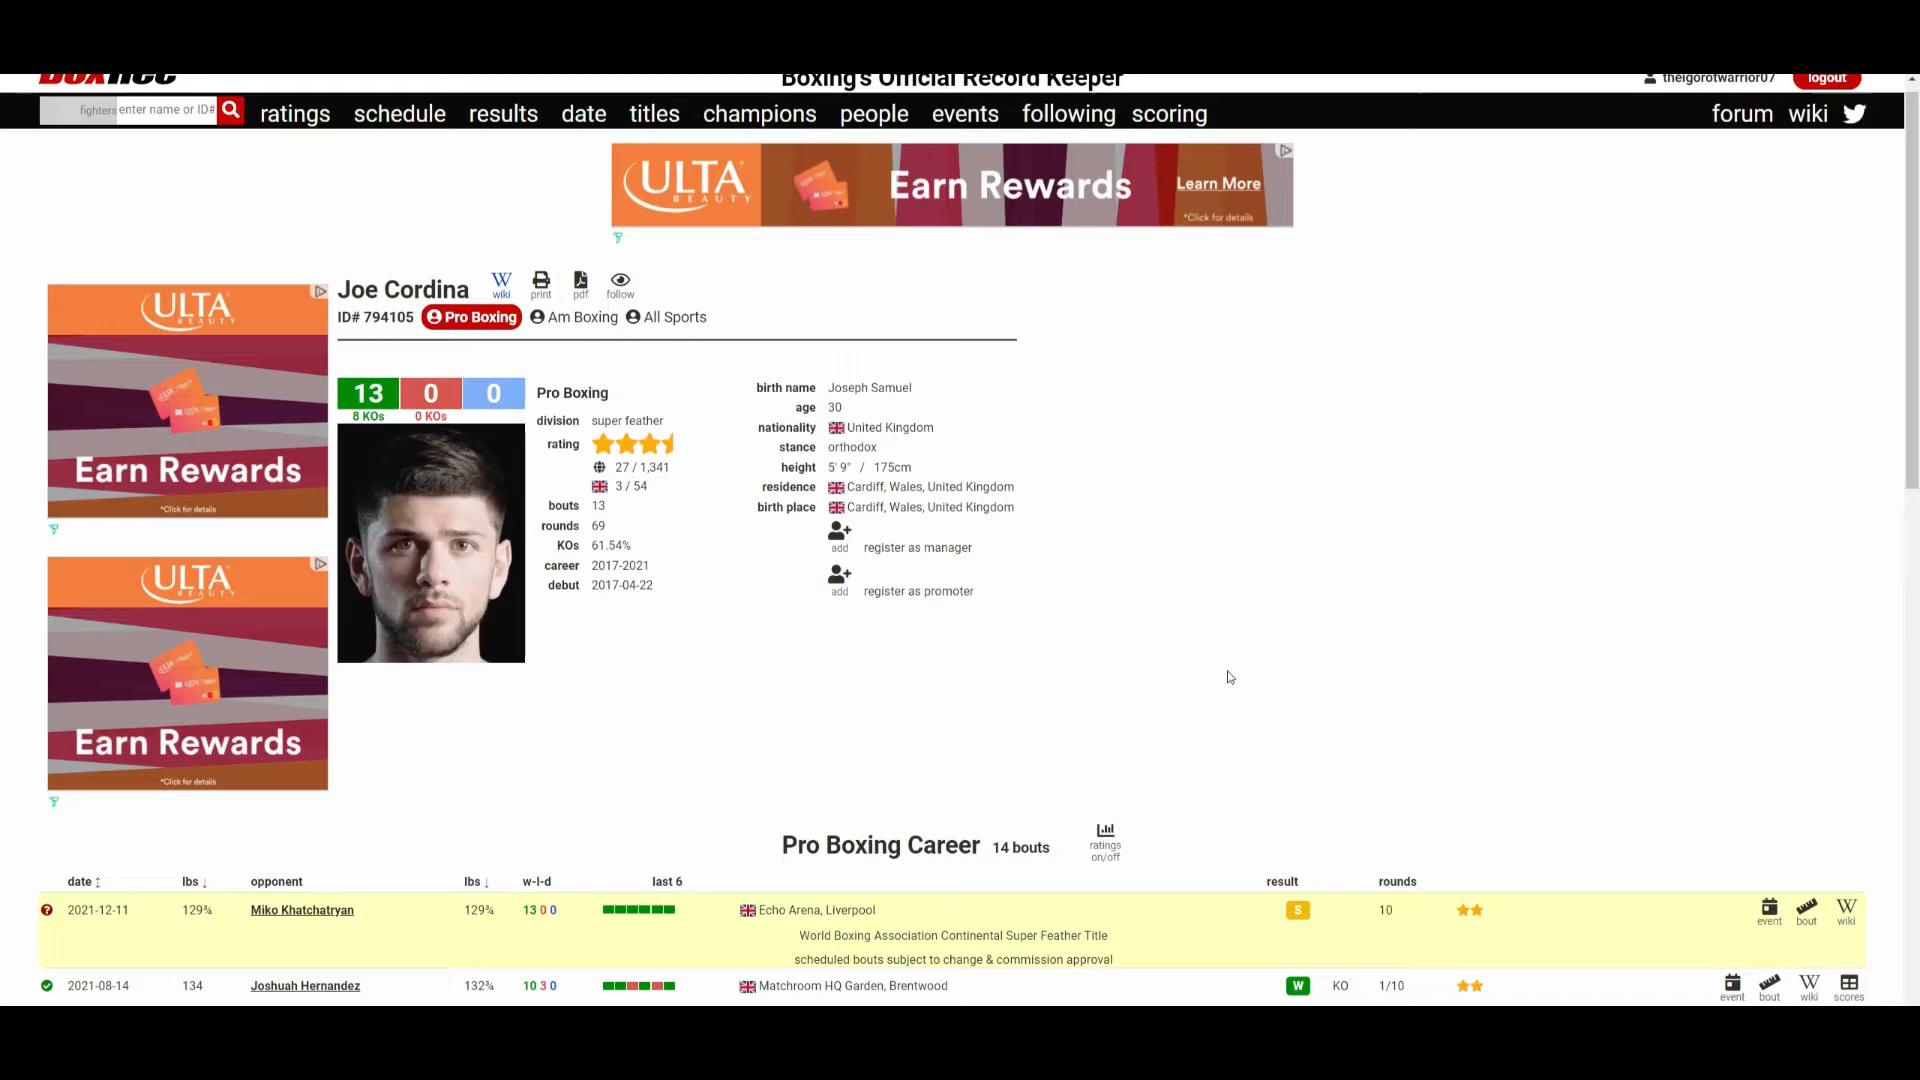 BoxRec
Boxing's Official Record Keeper
theigorotwarrior07 logout
fighters enter name or ID# ratings schedule results date titles champions people events following scoring forum wiki
ULTA BEAUTY Earn Rewards Learn More
*Click for details
Joe Cordina wiki print pdf follow
ID# 794105 Pro Boxing Am Boxing All Sports
ULTA BEAUTY
Earn Rewards
*Click for details
13 0 0
8 KOs 0 KOs
Pro Boxing
division super feather
rating
27 / 1,341
3 / 54
bouts 13
rounds 69
KOs 61.54%
career 2017-2021
debut 2017-04-22
birth name Joseph Samuel
age 30
nationality United Kingdom
stance orthodox
height 5' 9" / 175cm
residence Cardiff, Wales, United Kingdom
birth place Cardiff, Wales, United Kingdom
add register as manager
add register as promoter
ULTA BEAUTY
Earn Rewards
*Click for details
Pro Boxing Career 14 bouts ratings on/off
date lbs opponent lbs w-l-d last 6 result rounds
2021-12-11 129¾ Miko Khatchatryan 129¾ 13 0 0 Echo Arena, Liverpool S 10 event bout wiki
World Boxing Association Continental Super Feather Title
scheduled bouts subject to change & commission approval
2021-08-14 134 Joshuah Hernandez 132¾ 10 3 0 Matchroom HQ Garden, Brentwood W KO 1/10 event bout wiki scores